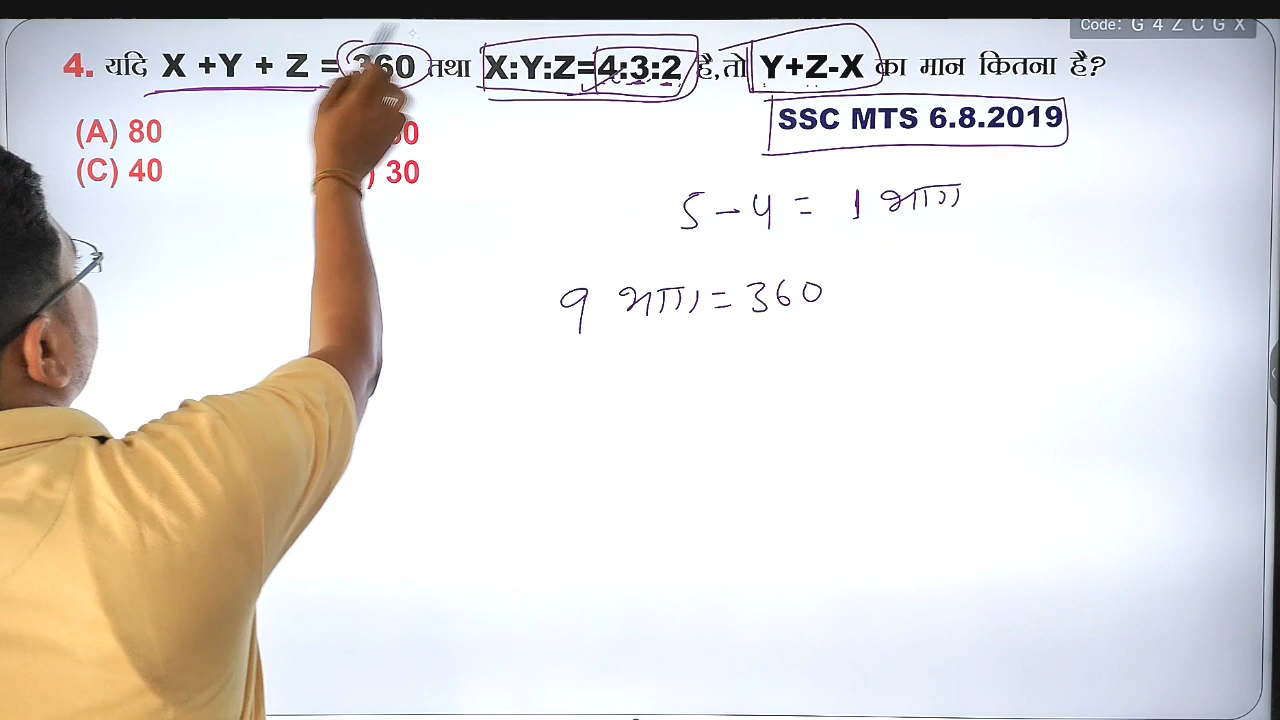 Code: G 4 Z C G X
4. यदि X +Y + Z = 360 तथा X:Y:Z=4:3:2 है,तो Y+Z-X का मान कितना है?
SSC MTS 6.8.2019
(A) 80
(C) 40
) 30
5 - 4 = 1 भाग
9 भाग = 360